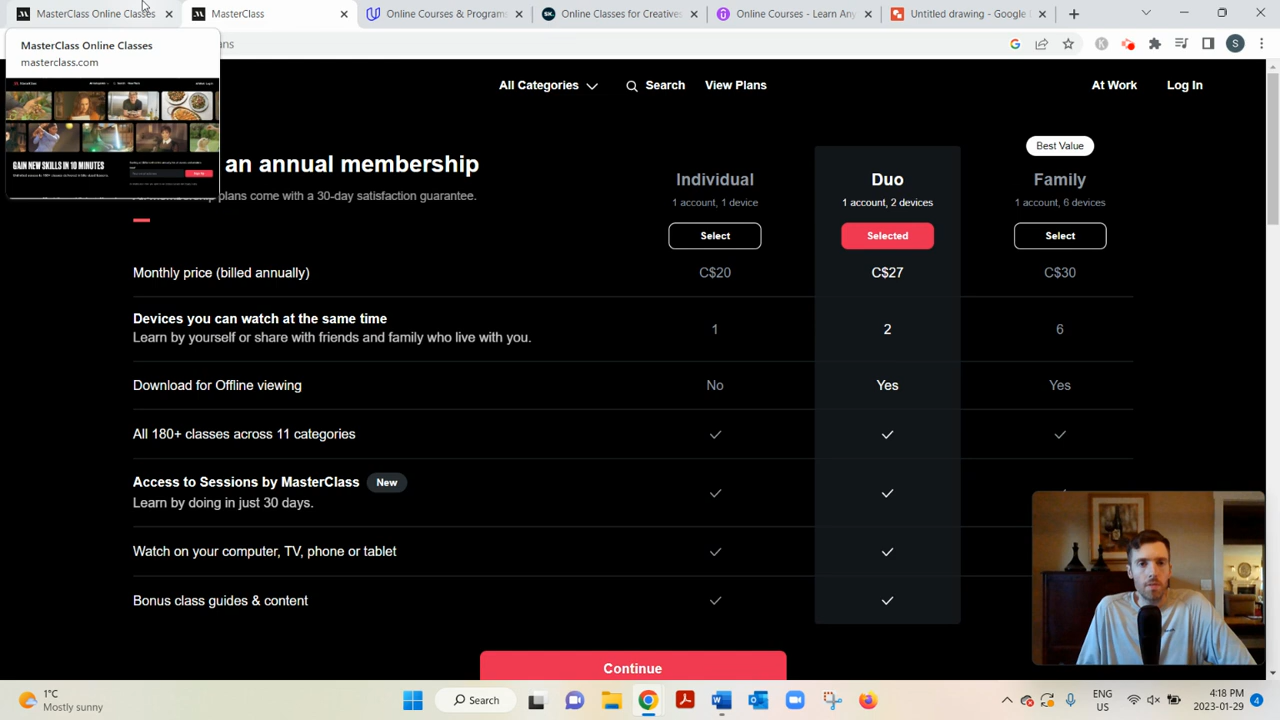 MasterClass Online Classes
MasterClass
Online Courses & Programs
Online Classes for Creatives
Online Courses - Learn Any
Untitled drawing - Google D
MasterClass Online Classes
masterclass.com
GAIN NEW SKILLS IN 10 MINUTES
ans
S
All Categories
Search
View Plans
At Work
Log In
an annual membership
plans come with a 30-day satisfaction guarantee.
Best Value
Individual
Duo
Family
1 account, 1 device
1 account, 2 devices
1 account, 6 devices
Select
Selected
Select
Monthly price (billed annually)
C$20
C$27
C$30
Devices you can watch at the same time
Learn by yourself or share with friends and family who live with you.
1
2
6
Download for Offline viewing
No
Yes
Yes
All 180+ classes across 11 categories
Access to Sessions by MasterClass
New
Learn by doing in just 30 days.
Watch on your computer, TV, phone or tablet
Bonus class guides & content
Continue
1°C
Mostly sunny
Search
ENG
US
4:18 PM
2023-01-29
4